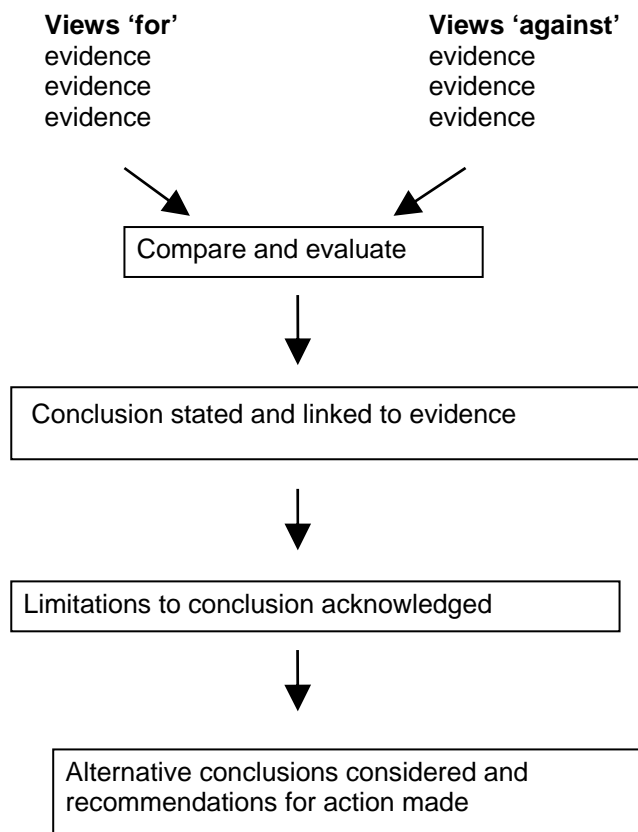 Views ‘for’
evidence
evidence
evidence
Views ‘against’
evidence
evidence
evidence
Compare and evaluate
Conclusion stated and linked to evidence
Limitations to conclusion acknowledged
Alternative conclusions considered and
recommendations for action made